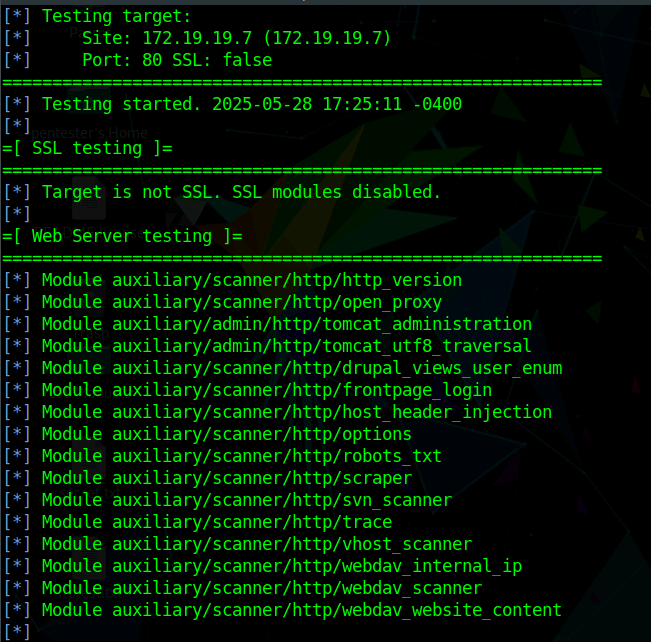 [*] Testing target:
[*]     Site: 172.19.19.7 (172.19.19.7)
[*]     Port: 80 SSL: false
============================================================
[*] Testing started. 2025-05-28 17:25:11 -0400
[*]
pentester's Home
=[ SSL testing ]=
============================================================
[*] Target is not SSL. SSL modules disabled.
[*]
=[ Web Server testing ]=
============================================================
[*] Module auxiliary/scanner/http/http_version
[*] Module auxiliary/scanner/http/open_proxy
[*] Module auxiliary/admin/http/tomcat_administration
[*] Module auxiliary/admin/http/tomcat_utf8_traversal
[*] Module auxiliary/scanner/http/drupal_views_user_enum
[*] Module auxiliary/scanner/http/frontpage_login
[*] Module auxiliary/scanner/http/host_header_injection
[*] Module auxiliary/scanner/http/options
[*] Module auxiliary/scanner/http/robots_txt
[*] Module auxiliary/scanner/http/scraper
[*] Module auxiliary/scanner/http/svn_scanner
[*] Module auxiliary/scanner/http/trace
[*] Module auxiliary/scanner/http/vhost_scanner
[*] Module auxiliary/scanner/http/webdav_internal_ip
[*] Module auxiliary/scanner/http/webdav_scanner
[*] Module auxiliary/scanner/http/webdav_website_content
[*]